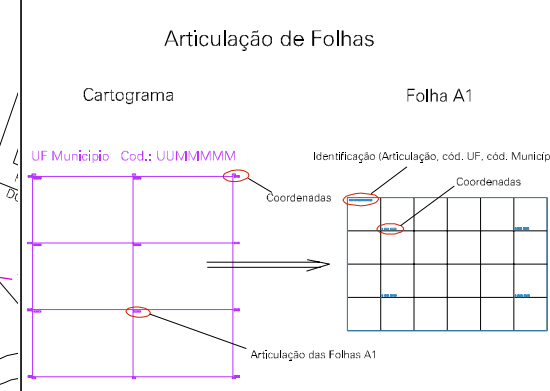 Articulação de Folhas
Cartograma
Folha A1
UF Municipio Cod.: UUMMMMM
Identificação (Articulação, cód. UF, cód. Municíp
Coordenadas
Coordenadas
Articulação das Folhas A1